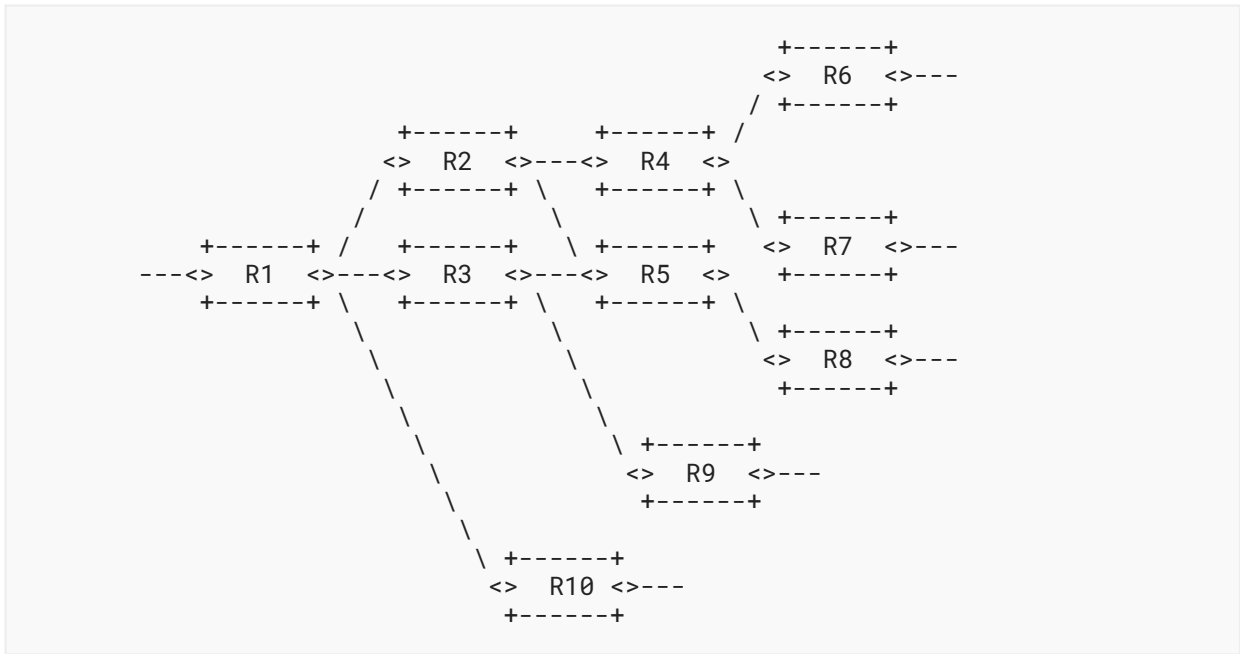 +------+
                                            <>  R6  <>---
                                           / +------+
                  +------+     +------+ /
                 <>  R2  <>---<>  R4  <>
                / +------+ \   +------+ \
    +------+ /    +------+  \  +------+  \ +------+
---<>  R1  <>---<>  R3  <>---<>  R5  <>   <>  R7  <>---
    +------+ \    +------+ \   +------+ \  +------+
              \             \            \ +------+
               \             \            <>  R8  <>---
                \             \            +------+
                 \             \ +------+
                  \             <>  R9  <>---
                   \             +------+
                    \ +------+
                     <>  R10 <>---
                      +------+